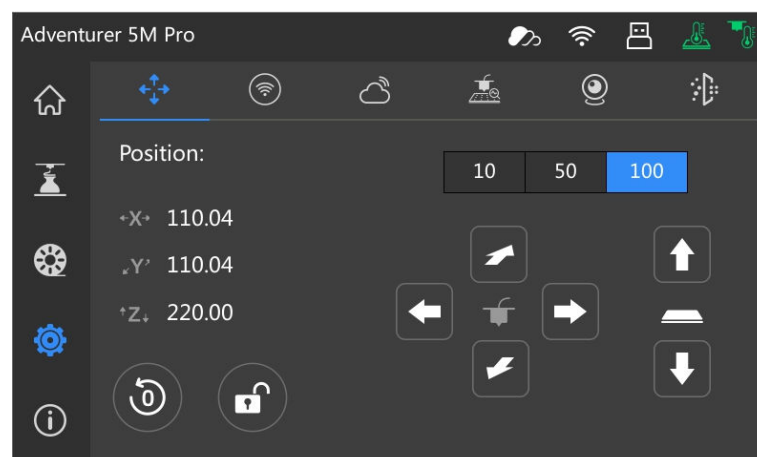 Adventurer 5M Pro
Position:
10 50 100
X 110.04
Y 110.04
Z 220.00
0